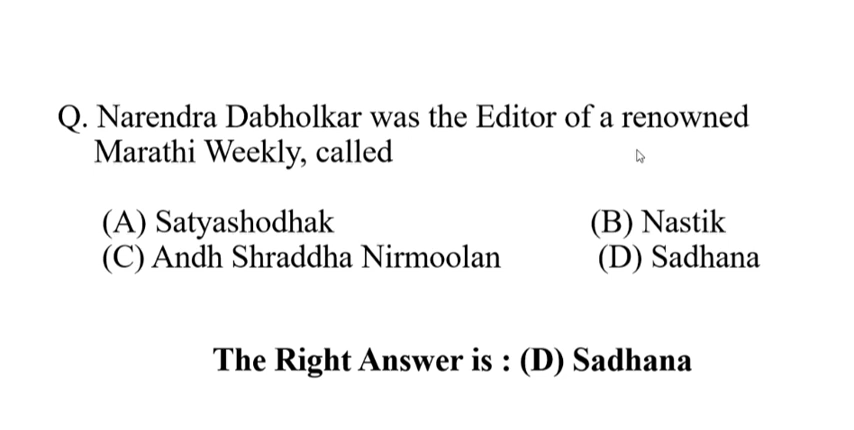 Q. Narendra Dabholkar was the Editor of a renowned
Marathi Weekly, called
(A) Satyashodhak (B) Nastik
(C) Andh Shraddha Nirmoolan (D) Sadhana
The Right Answer is : (D) Sadhana